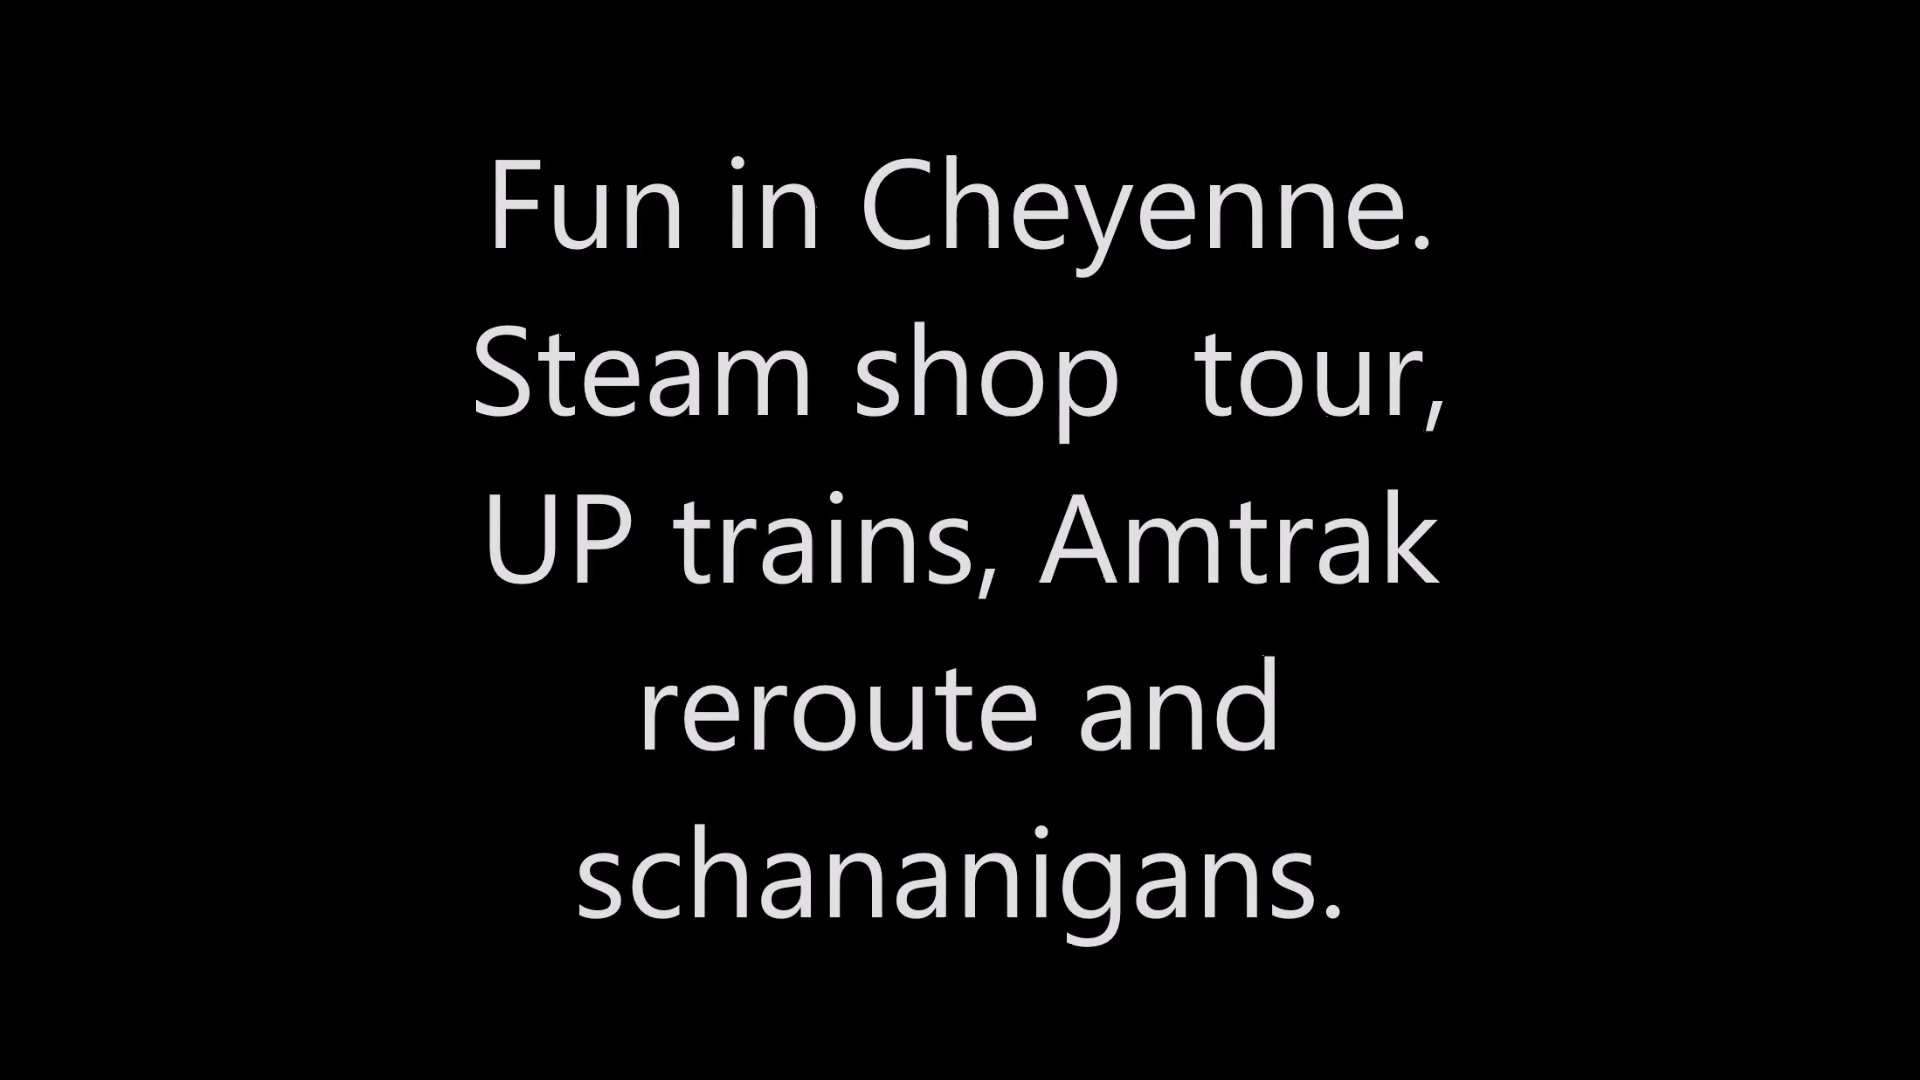 Fun in Cheyenne.
Steam shop  tour,
UP trains, Amtrak
reroute and
schananigans.